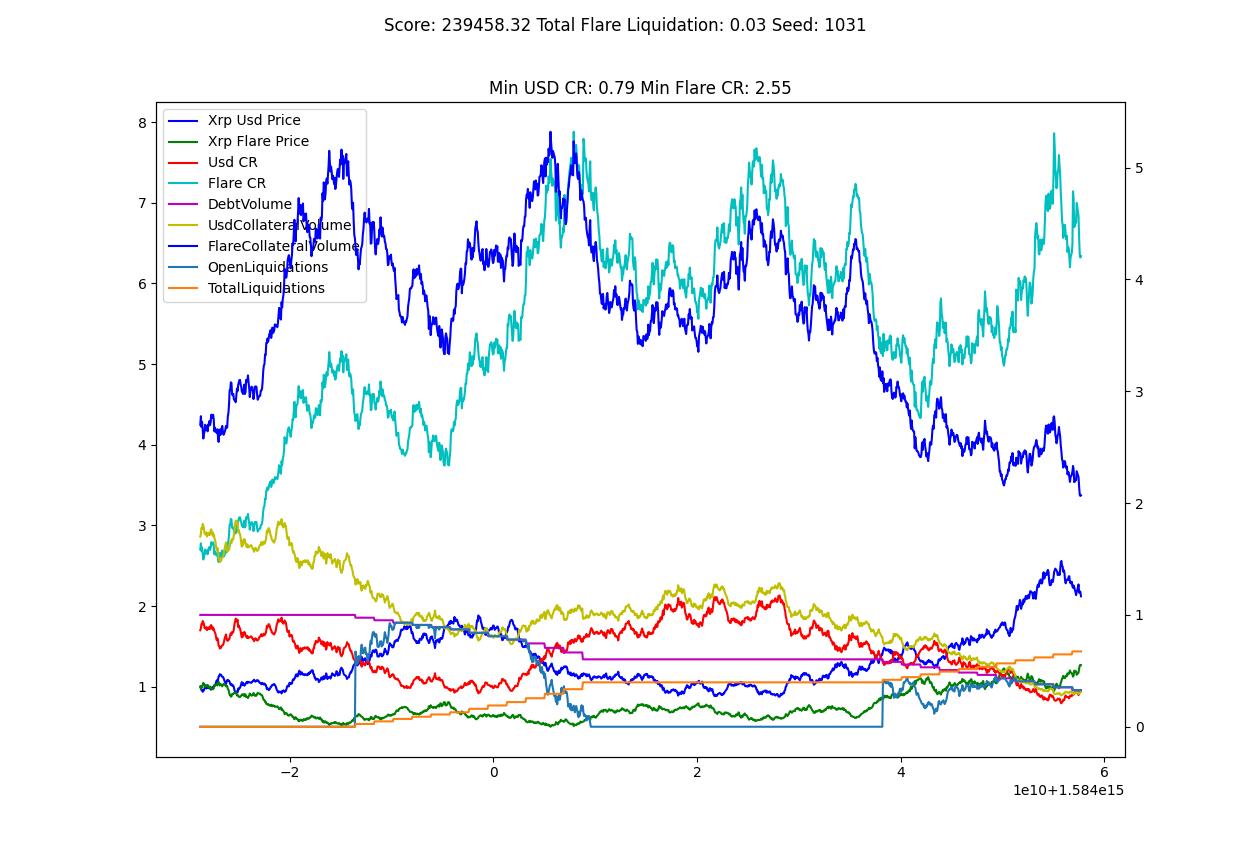 Score: 239458.32 Total Flare Liquidation: 0.03 Seed: 1031
Min USD CR: 0.79 Min Flare CR: 2.55
Xrp Usd Price
Xrp Flare Price
Usd CR
Flare CR
DebtVolume
UsdCollateralVolume
FlareCollateralVolume
OpenLiquidations
TotalLiquidations
8
7
6
5
4
3
2
1
5
4
3
2
1
0
−2
0
2
4
6
1e10+1.584e15